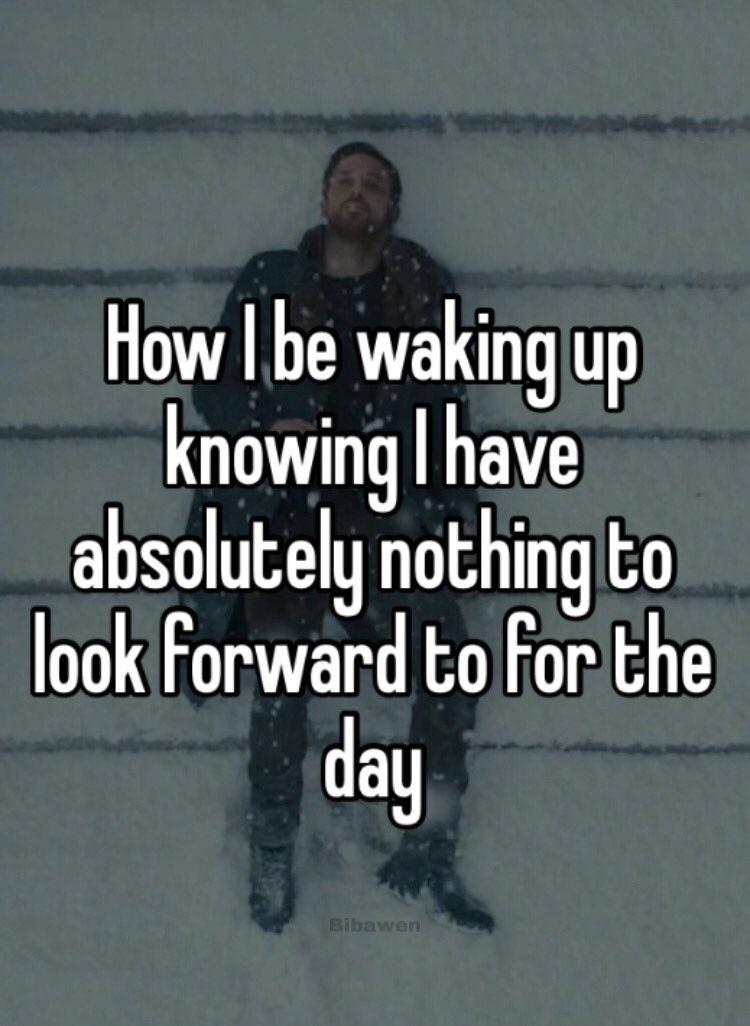 How I be waking up
knowing I have
absolutely nothing to
look forward to for the
day
Bibawen